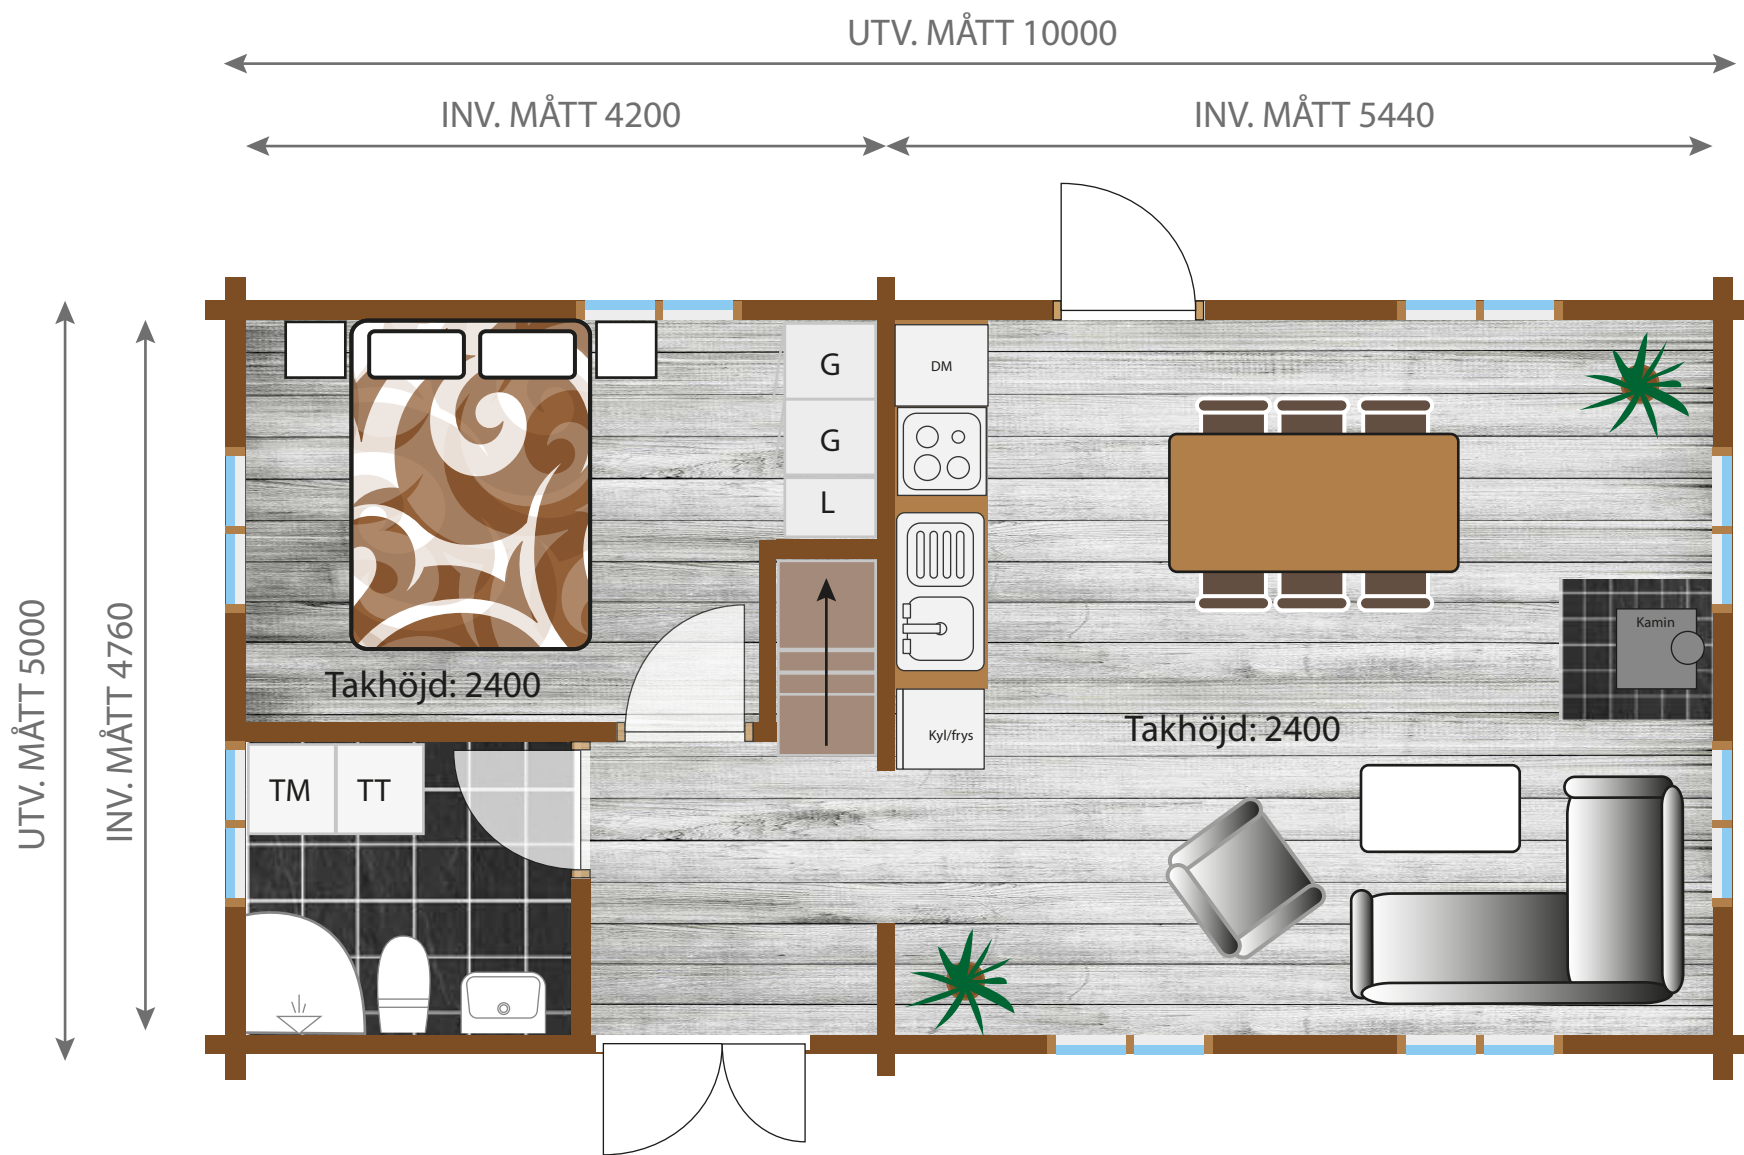 UTV. MÅTT 10000
INV. MÅTT 4200
INV. MÅTT 5440
UTV. MÅTT 5000
INV. MÅTT 4760
G
G
L
DM
Kamin
Takhöjd: 2400
Takhöjd: 2400
Kyl/frys
TM
TT